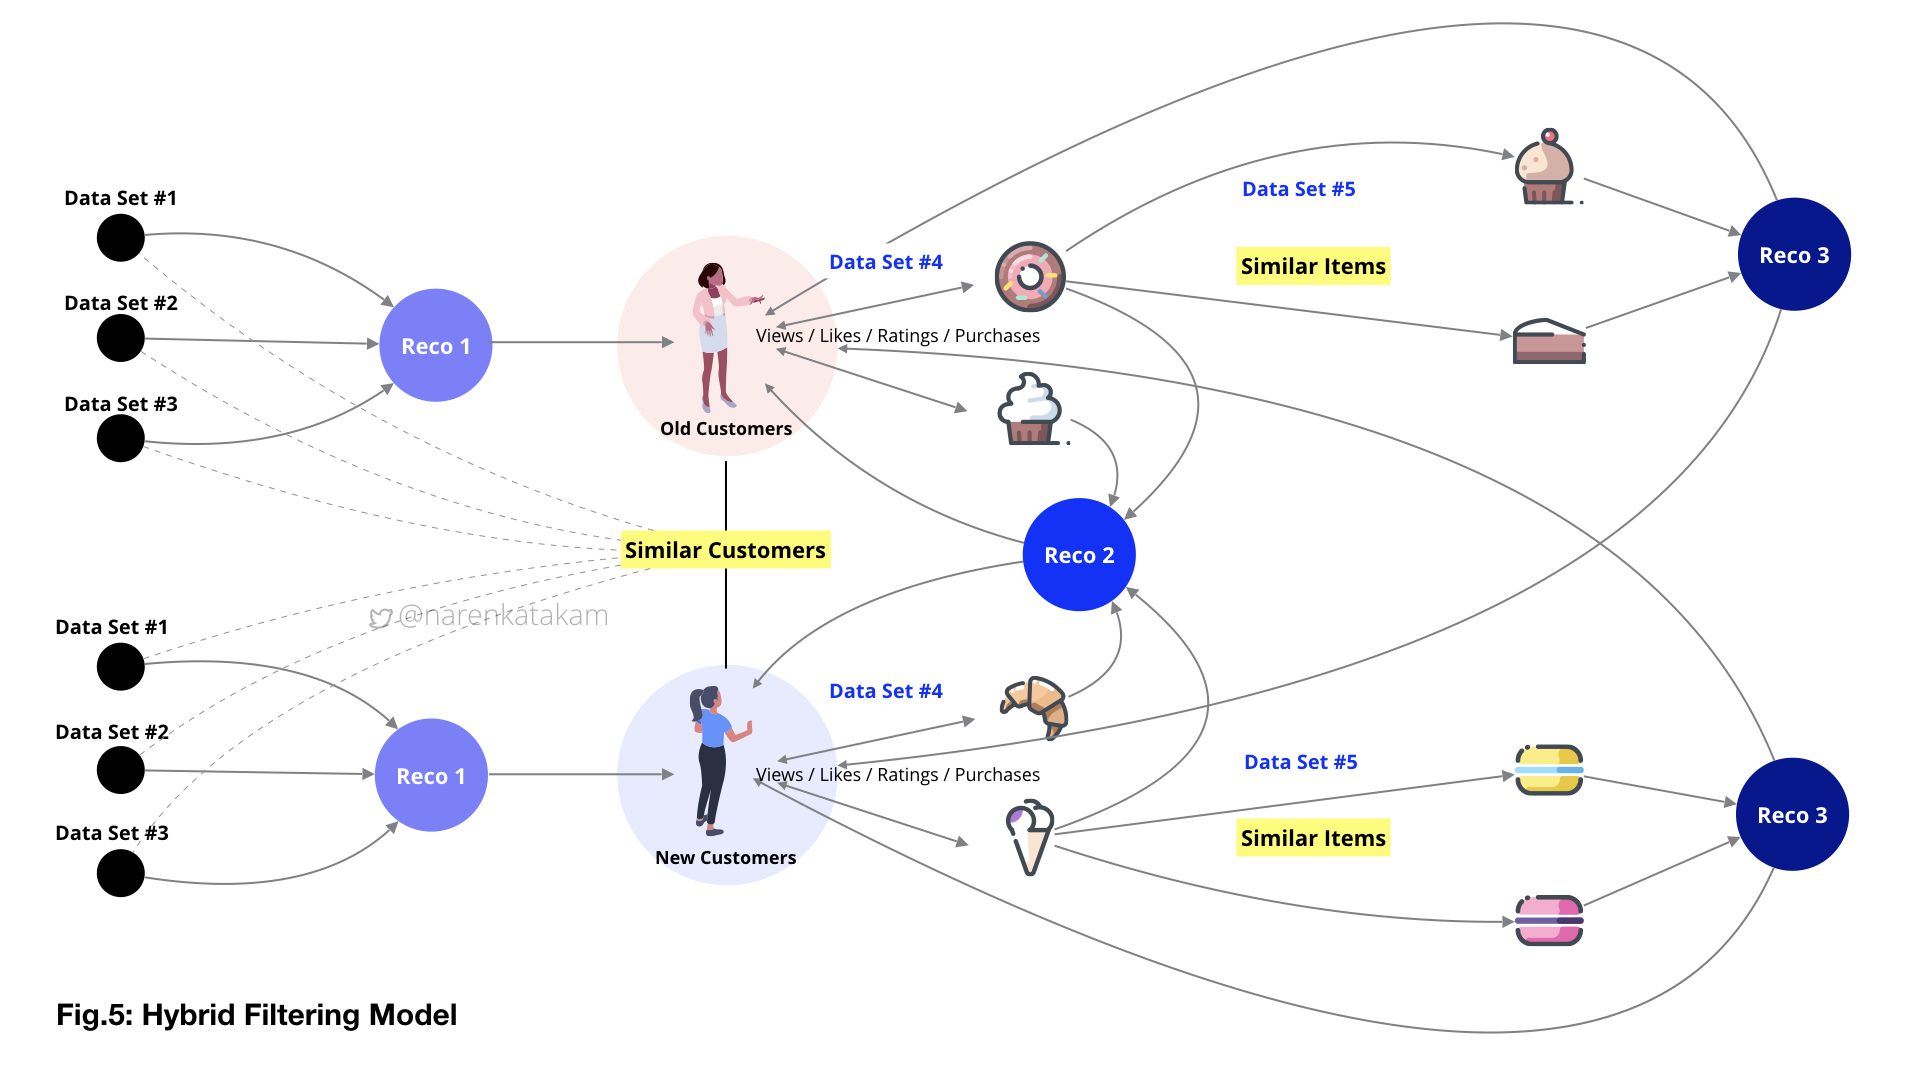 Data Set #1
Data Set #2
Data Set #3
Reco 1
Old Customers
Data Set #4
Views / Likes / Ratings / Purchases
Data Set #5
Similar Items
Reco 3
Similar Customers
Reco 2
@narenkatakam
Data Set #1
Data Set #2
Data Set #3
Reco 1
New Customers
Data Set #4
Views / Likes / Ratings / Purchases
Data Set #5
Similar Items
Reco 3
Fig.5: Hybrid Filtering Model